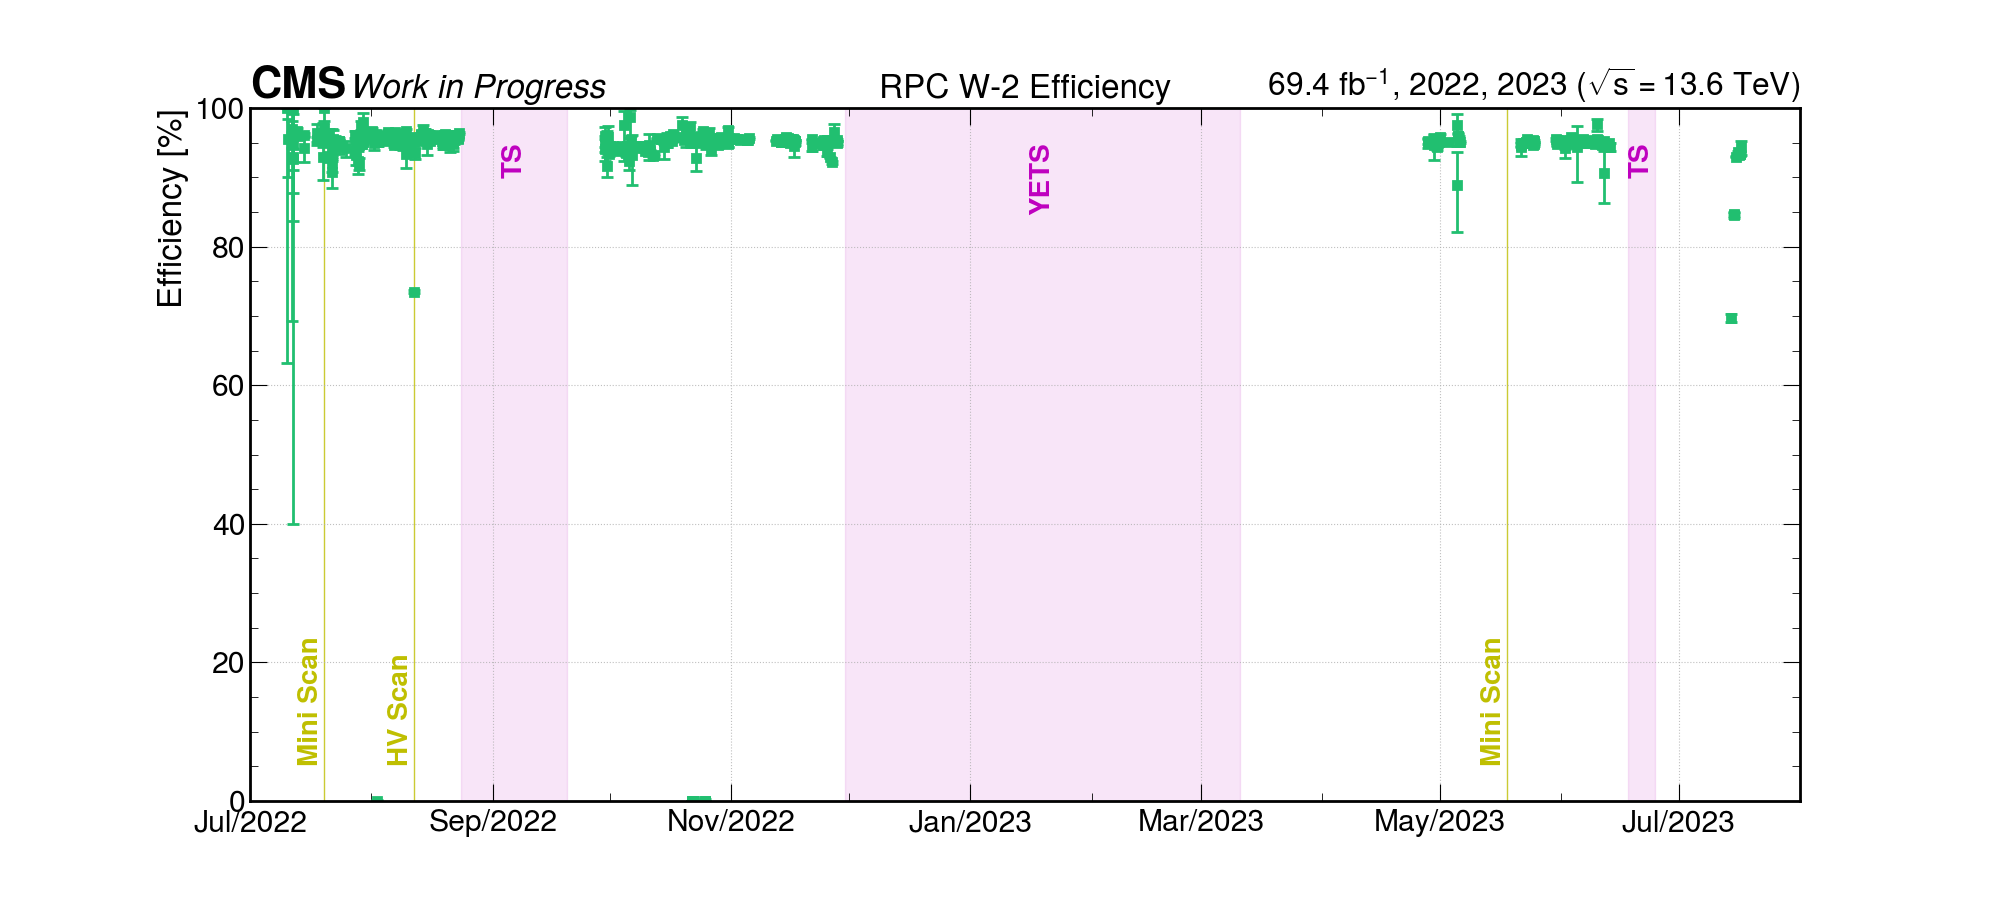 CMS Work in Progress RPC W-2 Efficiency 69.4 fb⁻¹, 2022, 2023 (√s = 13.6 TeV)
Efficiency [%]
100
80
60
40
20
0
TS
YETS
TS
Mini Scan
HV Scan
Mini Scan
Jul/2022 Sep/2022 Nov/2022 Jan/2023 Mar/2023 May/2023 Jul/2023